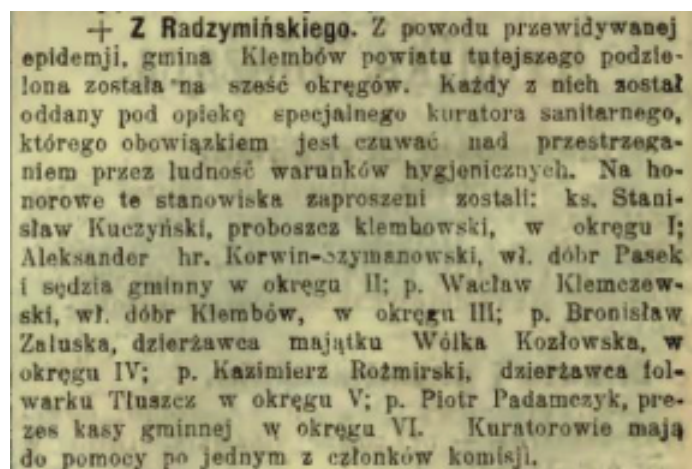 + Z Radzymińskiego. Z powodu przewidywanej
epidemji, gmina Klembów powiatu tutejszego podzie-
lona została na sześć okręgów. Każdy z nich został
oddany pod opiekę specjalnego kuratora sanitarnego,
którego obowiązkiem jest czuwać nad przestrzega-
niem przez ludność warunków hygjenicznych. Na ho-
norowe te stanowiska zaproszeni zostali: ks. Stani-
sław Kuczyński, proboszcz klembowski, w okręgu I;
Aleksander hr. Korwin-Szymanowski, wł. dóbr Pasek
i sędzia gminny w okręgu II; p. Wacław Klemczew-
ski, wł. dóbr Klembów, w okręgu III; p. Bronisław
Zaluska, dzierżawca majątku Wólka Kozłowska, w
okręgu IV; p. Kazimierz Rożmirski, dzierżawca fol-
warku Tłuszcz w okręgu V; p. Piotr Padamczyk, pre-
zes kasy gminnej w okręgu VI. Kuratorowie mają
do pomocy po jednym z członków komisji.